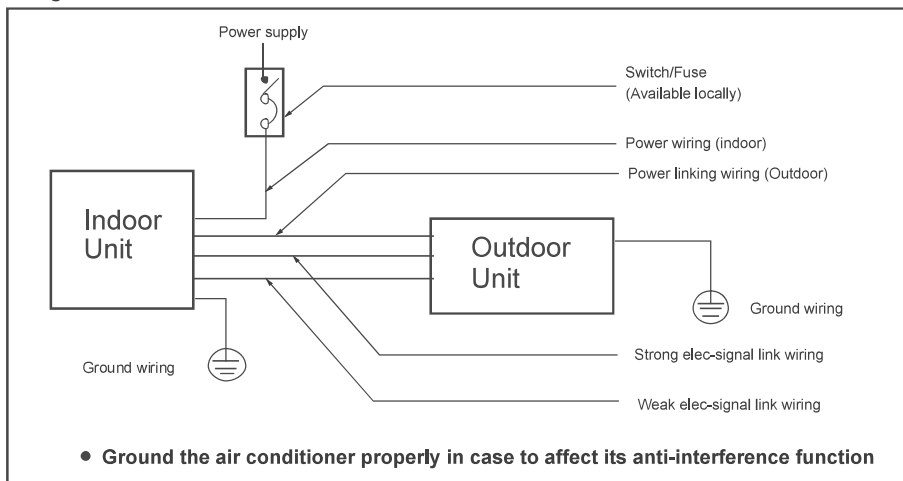 Power supply
Switch/Fuse
(Available locally)
Power wiring (indoor)
Power linking wiring (Outdoor)
Indoor
Unit
Outdoor
Unit
Ground wiring
Ground wiring
Strong elec-signal link wiring
Weak elec-signal link wiring
● Ground the air conditioner properly in case to affect its anti-interference function